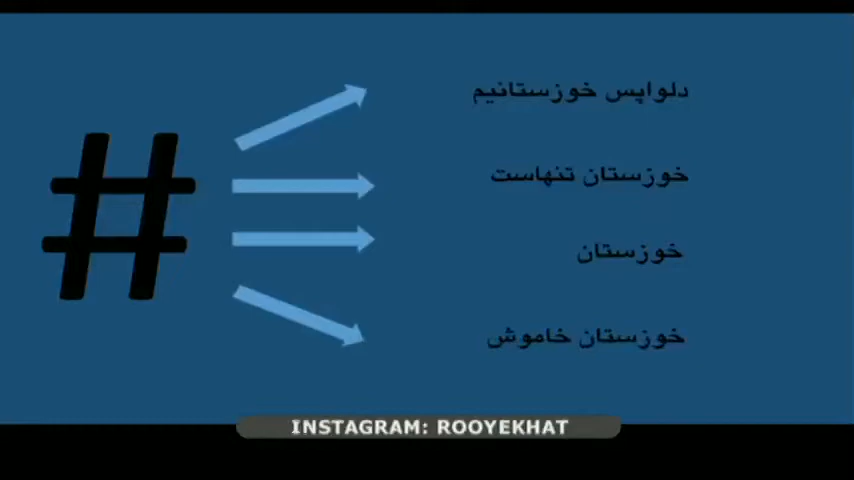 #
دلواپس خوزستانیم
خوزستان تنهاست
خوزستان
خوزستان خاموش
INSTAGRAM: ROOYEKHAT